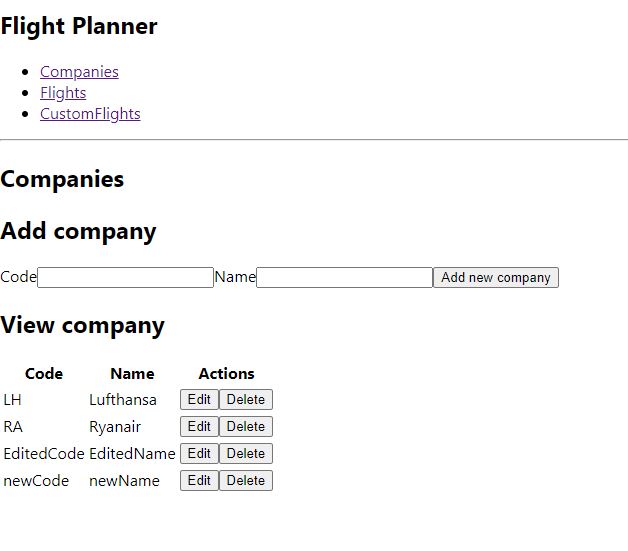 Flight Planner
Companies
Flights
CustomFlights
Companies
Add company
Code Name Add new company
View company
Code Name Actions
LH Lufthansa Edit Delete
RA Ryanair Edit Delete
EditedCode EditedName Edit Delete
newCode newName Edit Delete